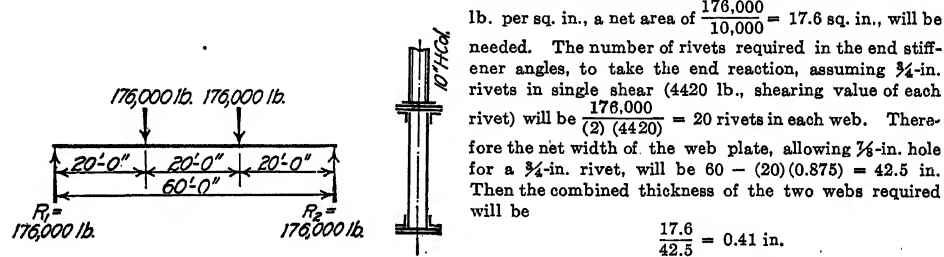 176,000 lb. 176,000 lb.
20'-0" 20'-0" 20'-0"
60'-0"
R₁ = R₂ =
176,000 lb. 176,000 lb.
10" H Col.
lb. per sq. in., a net area of 176,000/10,000 = 17.6 sq. in., will be
needed. The number of rivets required in the end stiff-
ener angles, to take the end reaction, assuming ¾-in.
rivets in single shear (4420 lb., shearing value of each
rivet) will be 176,000/(2) (4420) = 20 rivets in each web. There-
fore the net width of the web plate, allowing ⅞-in. hole
for a ¾-in. rivet, will be 60 − (20)(0.875) = 42.5 in.
Then the combined thickness of the two webs required
will be
17.6/42.5 = 0.41 in.